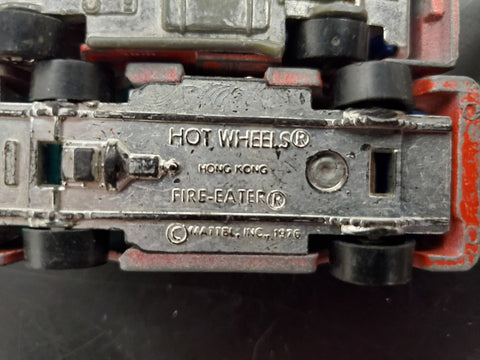 HOT WHEELS®
HONG KONG
FIRE-EATER®
© MATTEL, INC., 1976